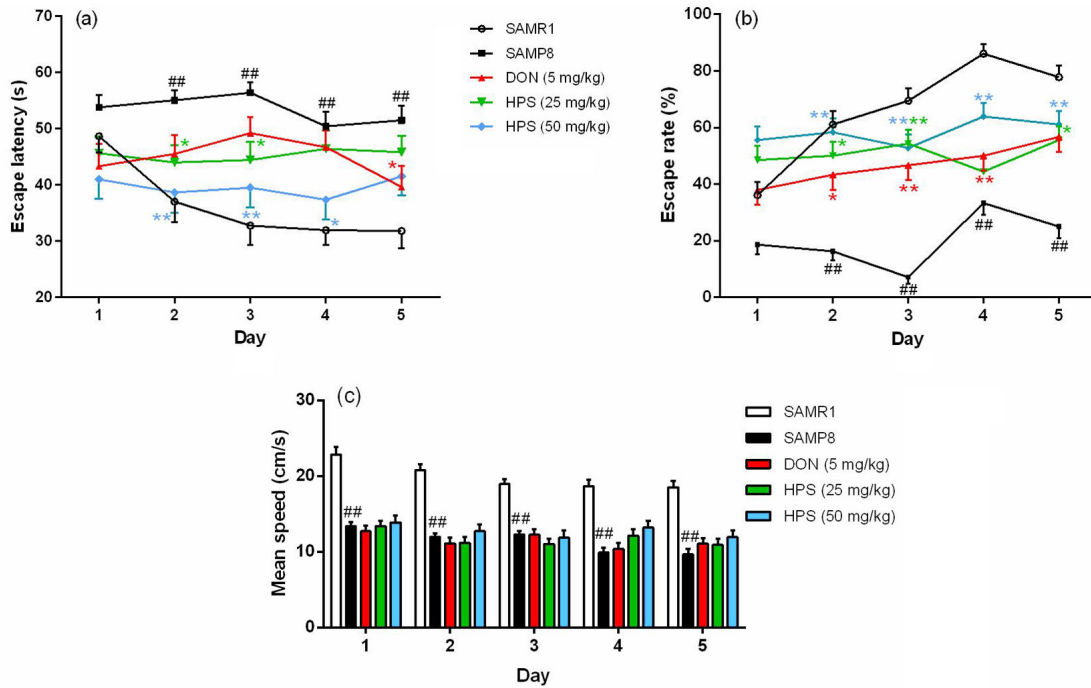 (a)
70
60
50
40
30
20
Escape latency (s)
## ## ## ##
* * *
** ** *
1 2 3 4 5
Day
SAMR1
SAMP8
DON (5 mg/kg)
HPS (25 mg/kg)
HPS (50 mg/kg)
(b)
100
80
60
40
20
0
Escape rate (%)
** **** ** **
* *
* ** **
## ## ## ##
1 2 3 4 5
Day
(c)
30
20
10
0
Mean speed (cm/s)
## ## ## ## ##
1 2 3 4 5
Day
SAMR1
SAMP8
DON (5 mg/kg)
HPS (25 mg/kg)
HPS (50 mg/kg)